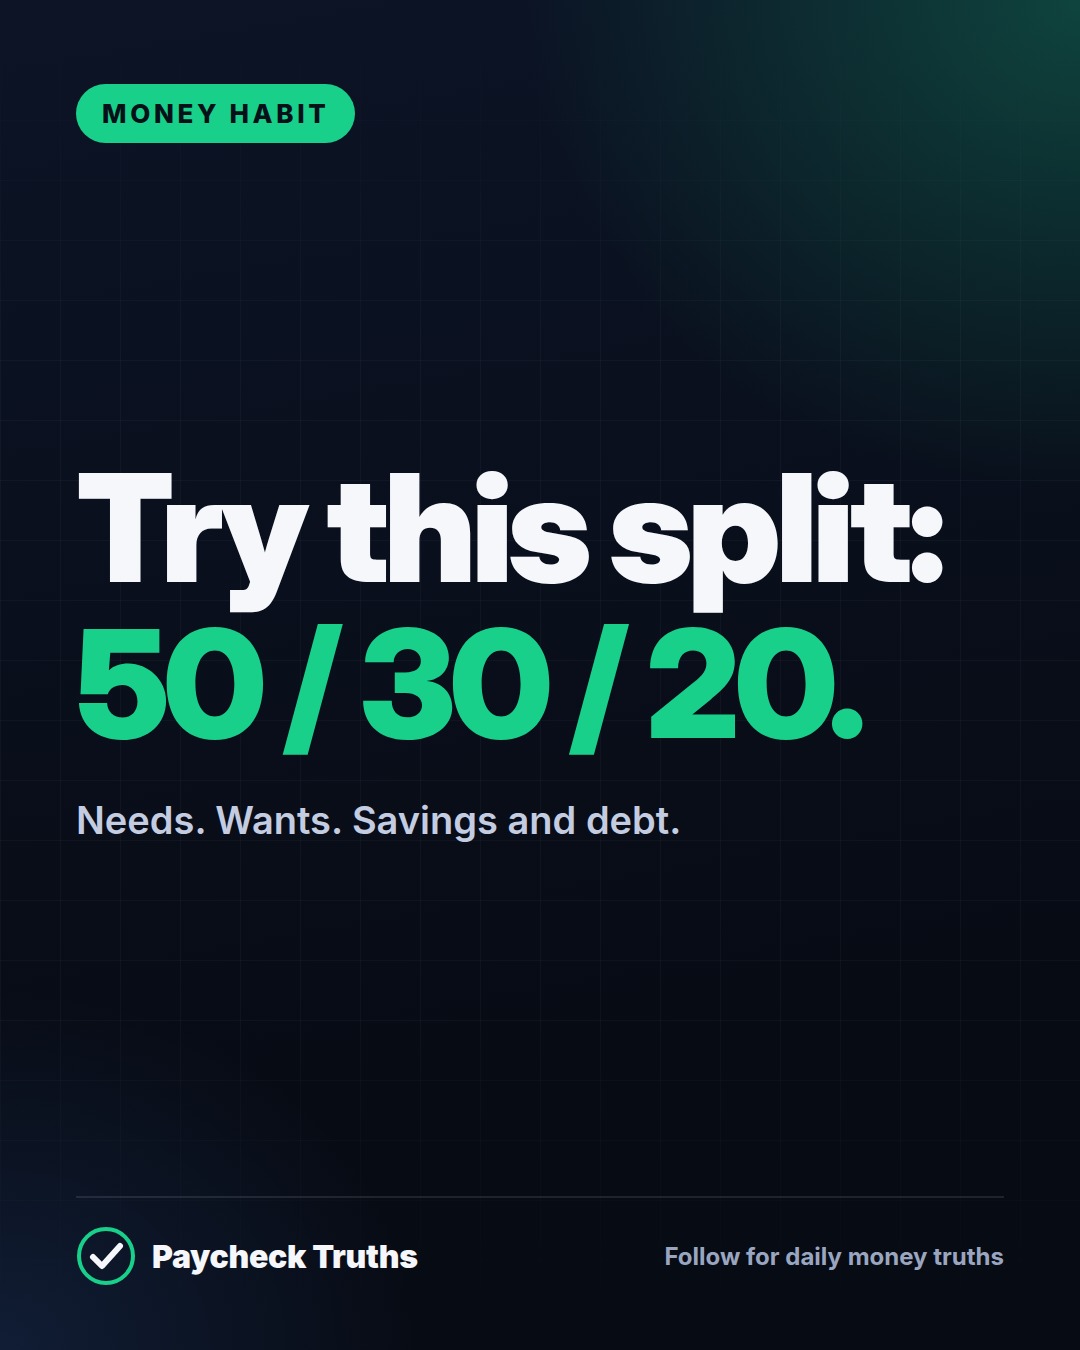 MONEY HABIT
Try this split:
50 / 30 / 20.
Needs. Wants. Savings and debt.
Paycheck Truths
Follow for daily money truths